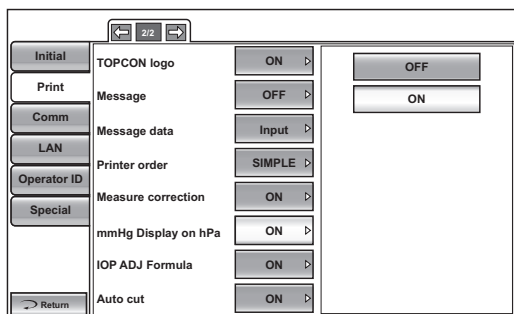 2/2
Initial
Print
Comm
LAN
Operator ID
Special
Return
TOPCON logo ON
Message OFF
Message data Input
Printer order SIMPLE
Measure correction ON
mmHg Display on hPa ON
IOP ADJ Formula ON
Auto cut ON
OFF
ON